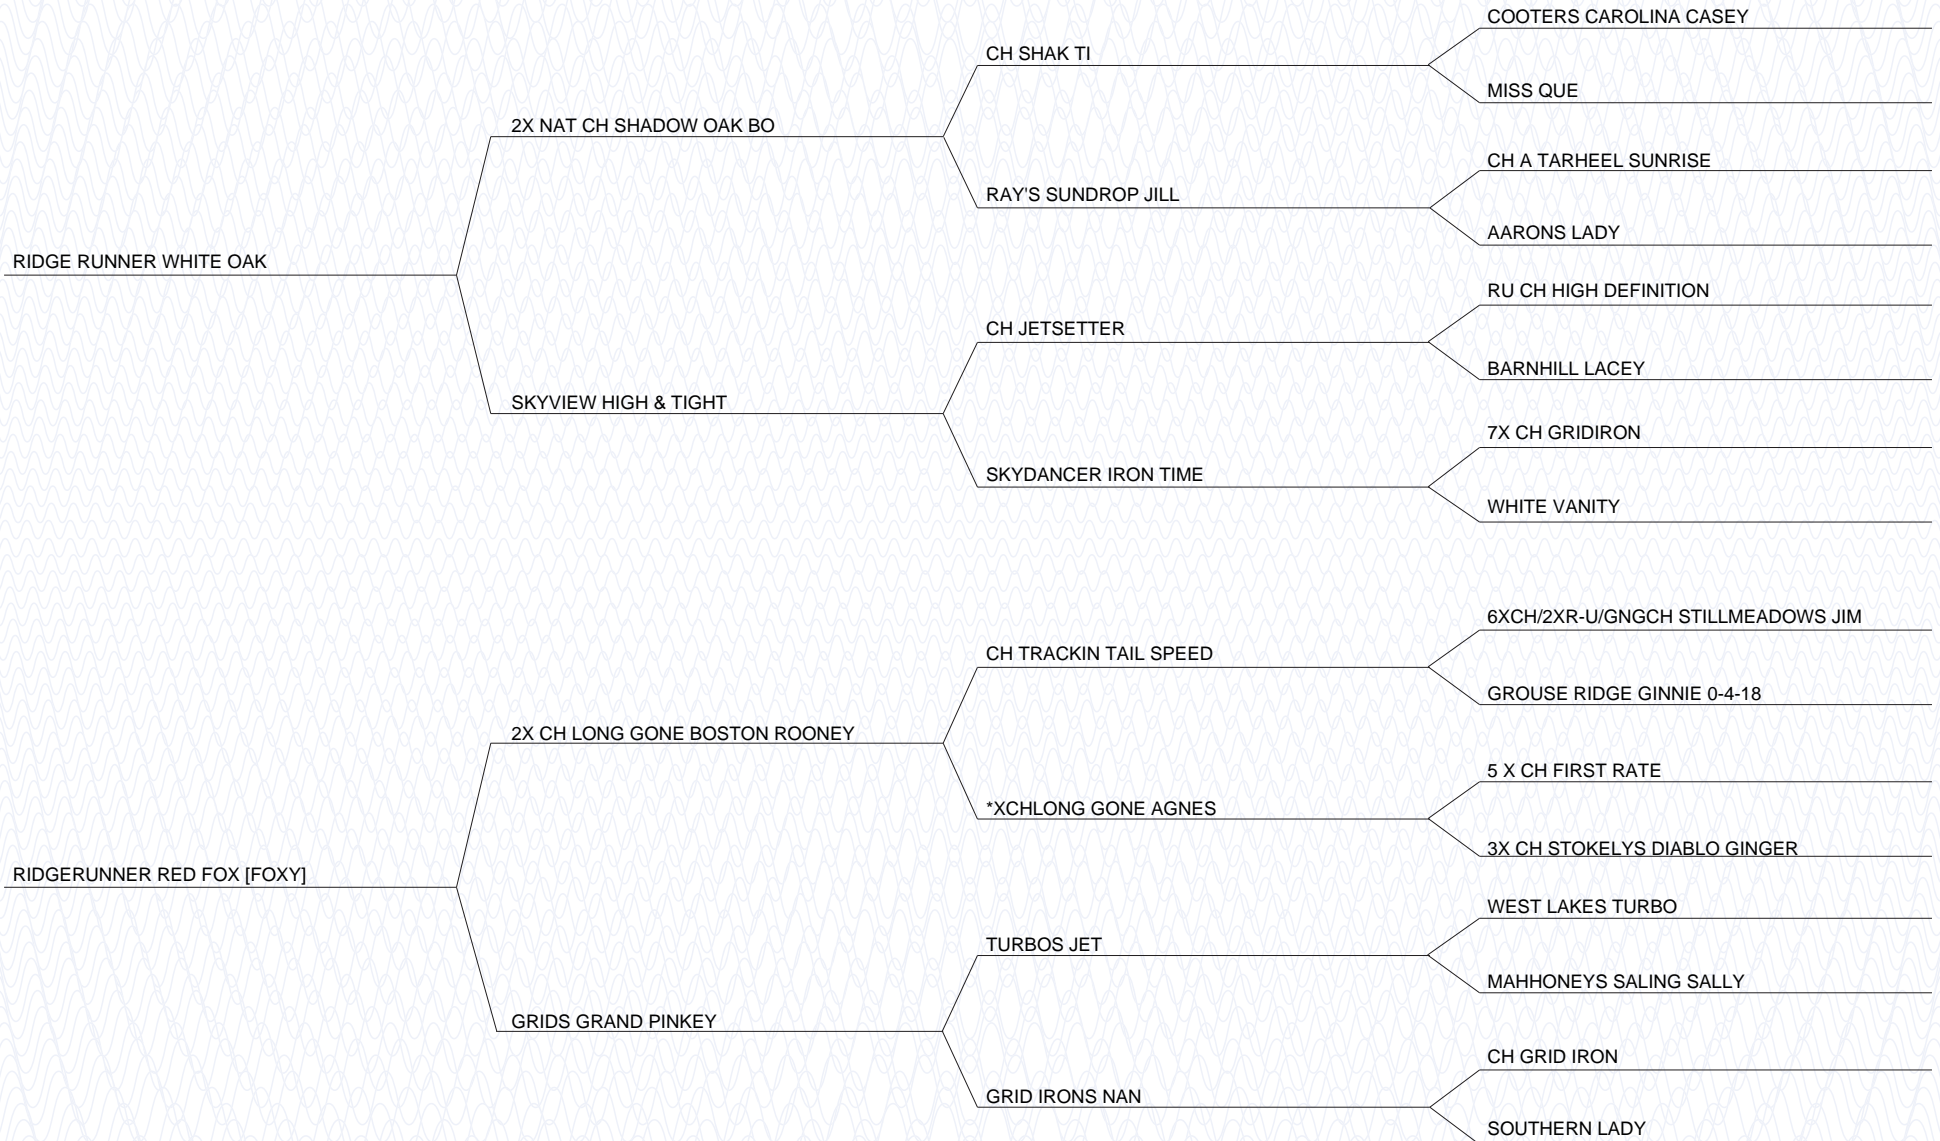 COOTERS CAROLINA CASEY
CH SHAK TI
MISS QUE
2X NAT CH SHADOW OAK BO
CH A TARHEEL SUNRISE
RAY'S SUNDROP JILL
AARONS LADY
RIDGE RUNNER WHITE OAK
RU CH HIGH DEFINITION
CH JETSETTER
BARNHILL LACEY
SKYVIEW HIGH & TIGHT
7X CH GRIDIRON
SKYDANCER IRON TIME
WHITE VANITY
6XCH/2XR-U/GNGCH STILLMEADOWS JIM
CH TRACKIN TAIL SPEED
GROUSE RIDGE GINNIE 0-4-18
2X CH LONG GONE BOSTON ROONEY
5 X CH FIRST RATE
*XCHLONG GONE AGNES
3X CH STOKELYS DIABLO GINGER
RIDGERUNNER RED FOX [FOXY]
WEST LAKES TURBO
TURBOS JET
MAHHONEYS SALING SALLY
GRIDS GRAND PINKEY
CH GRID IRON
GRID IRONS NAN
SOUTHERN LADY